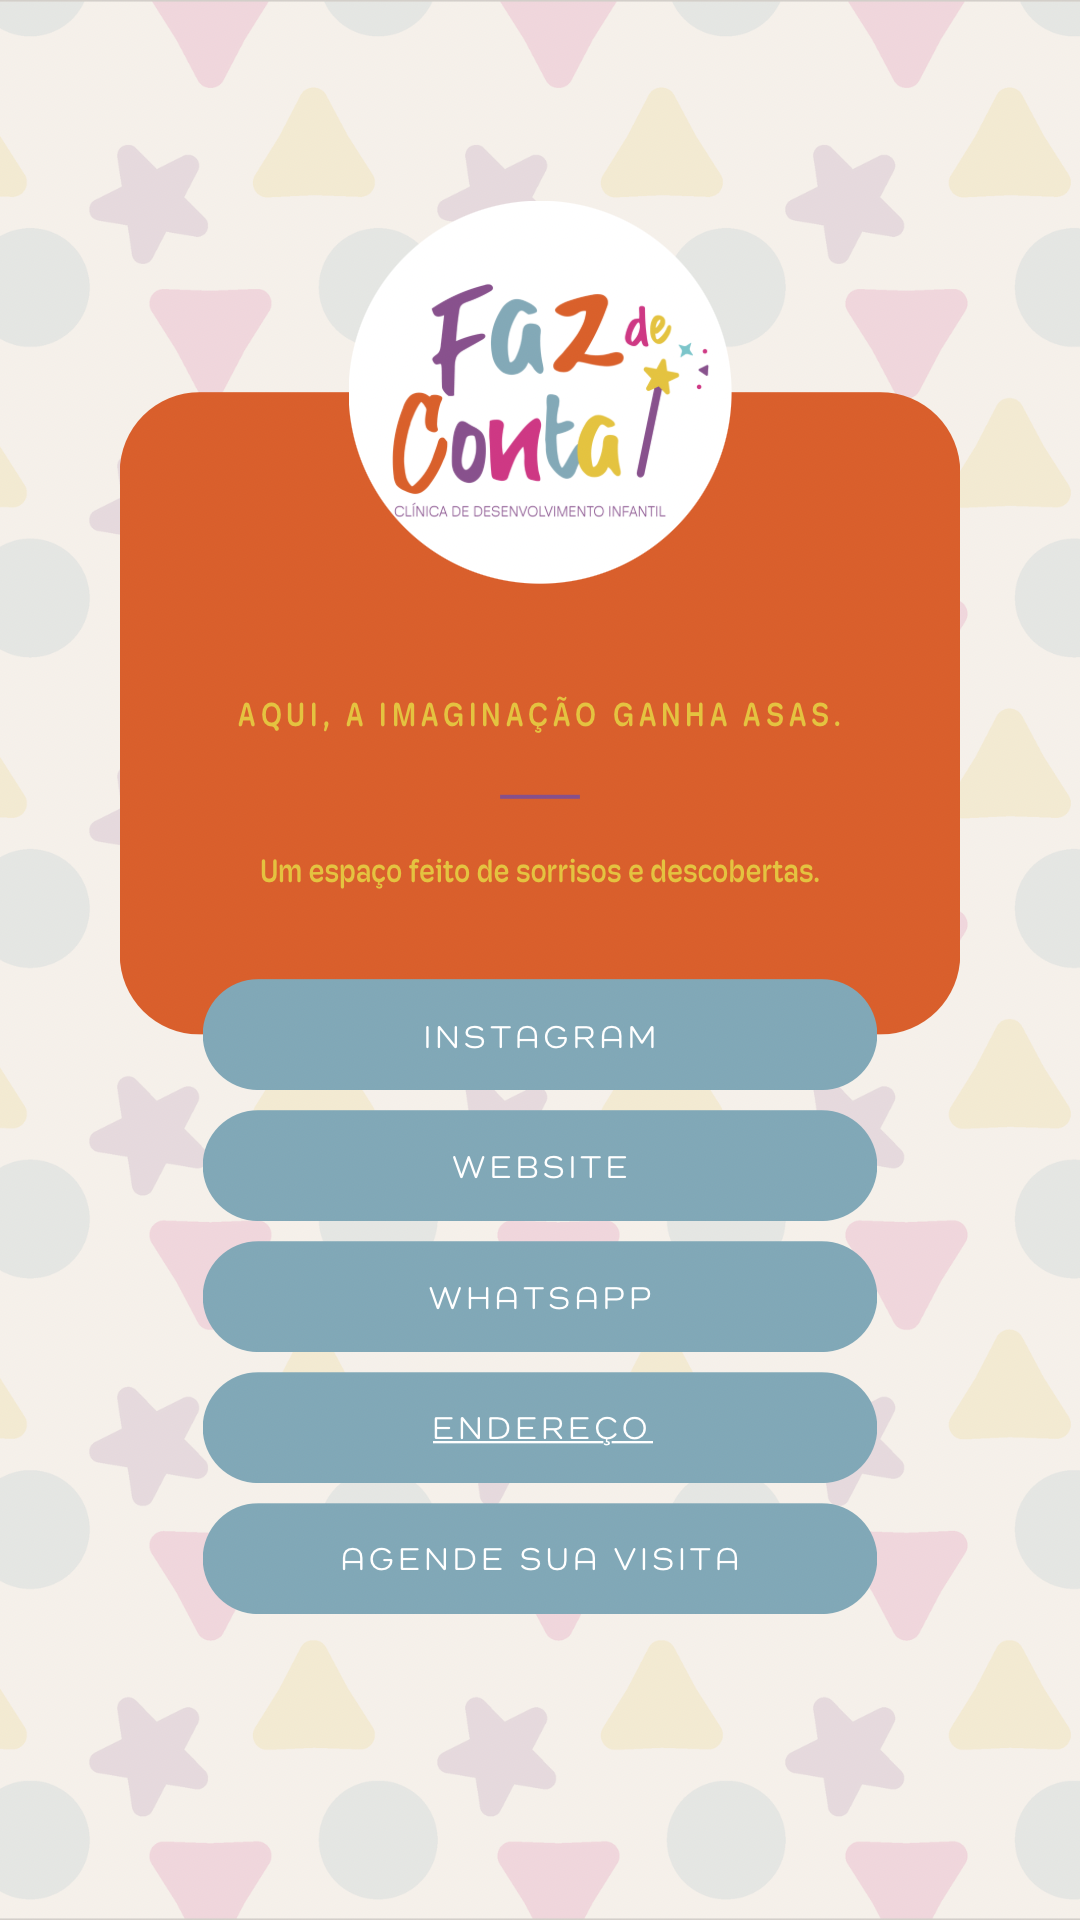 Faz de
Conta
CLÍNICA DE DESENVOLVIMENTO INFANTIL
AQUI, A IMAGINAÇÃO GANHA ASAS.
Um espaço feito de sorrisos e descobertas.
INSTAGRAM
WEBSITE
WHATSAPP
ENDEREÇO
AGENDE SUA VISITA